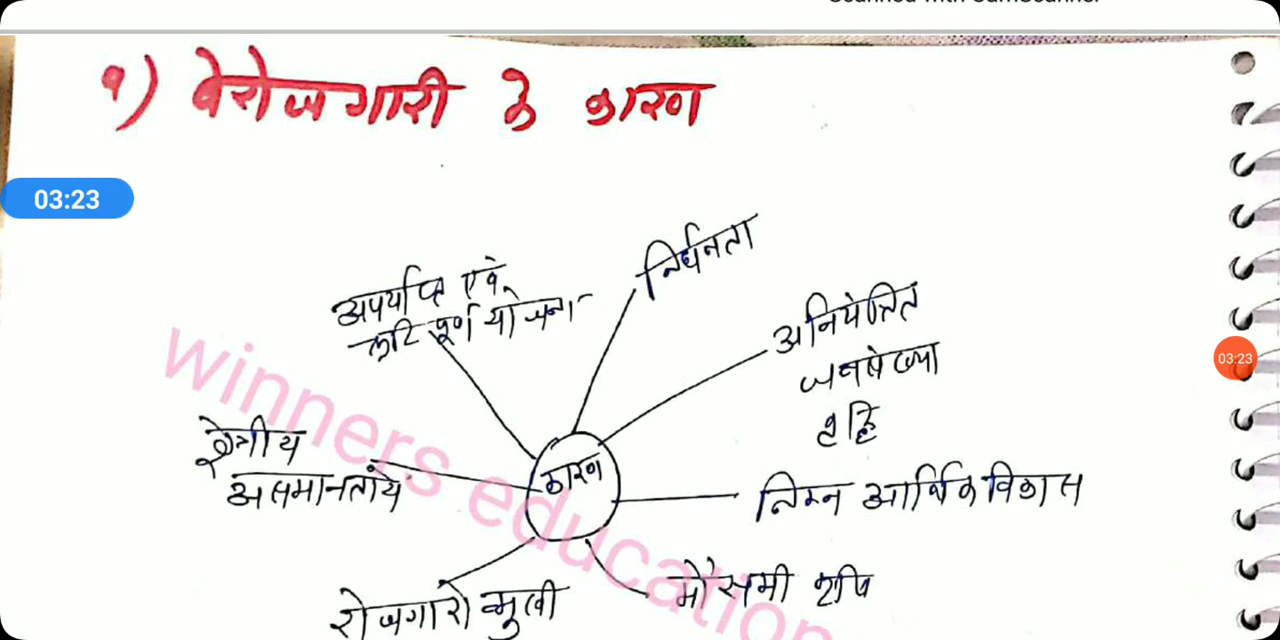 १) बेरोजगारी के कारण
03:23
निर्धनता
अपर्याप्त एवं
त्रुटि पूर्ण योजना
अनियंत्रित
जनसंख्या
वृद्धि
03:23
क्षेत्रीय
असमानतायें
कारण
निम्न आर्थिक विकास
मौसमी कृषि
रोजगारोन्मुखी
winners education